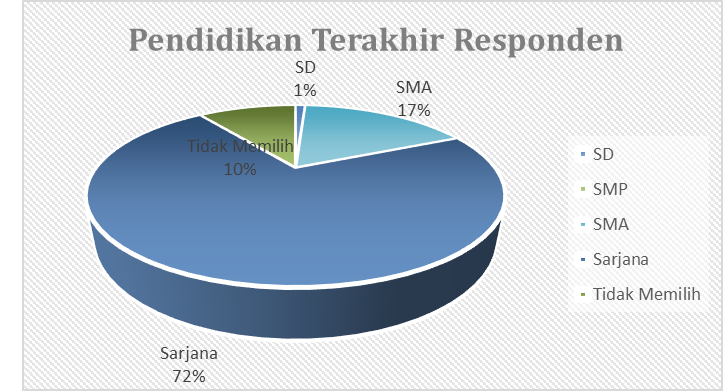 Pendidikan Terakhir Responden
SD
1%
SMA
17%
Tidak Memilih
10%
Sarjana
72%
SD
SMP
SMA
Sarjana
Tidak Memilih